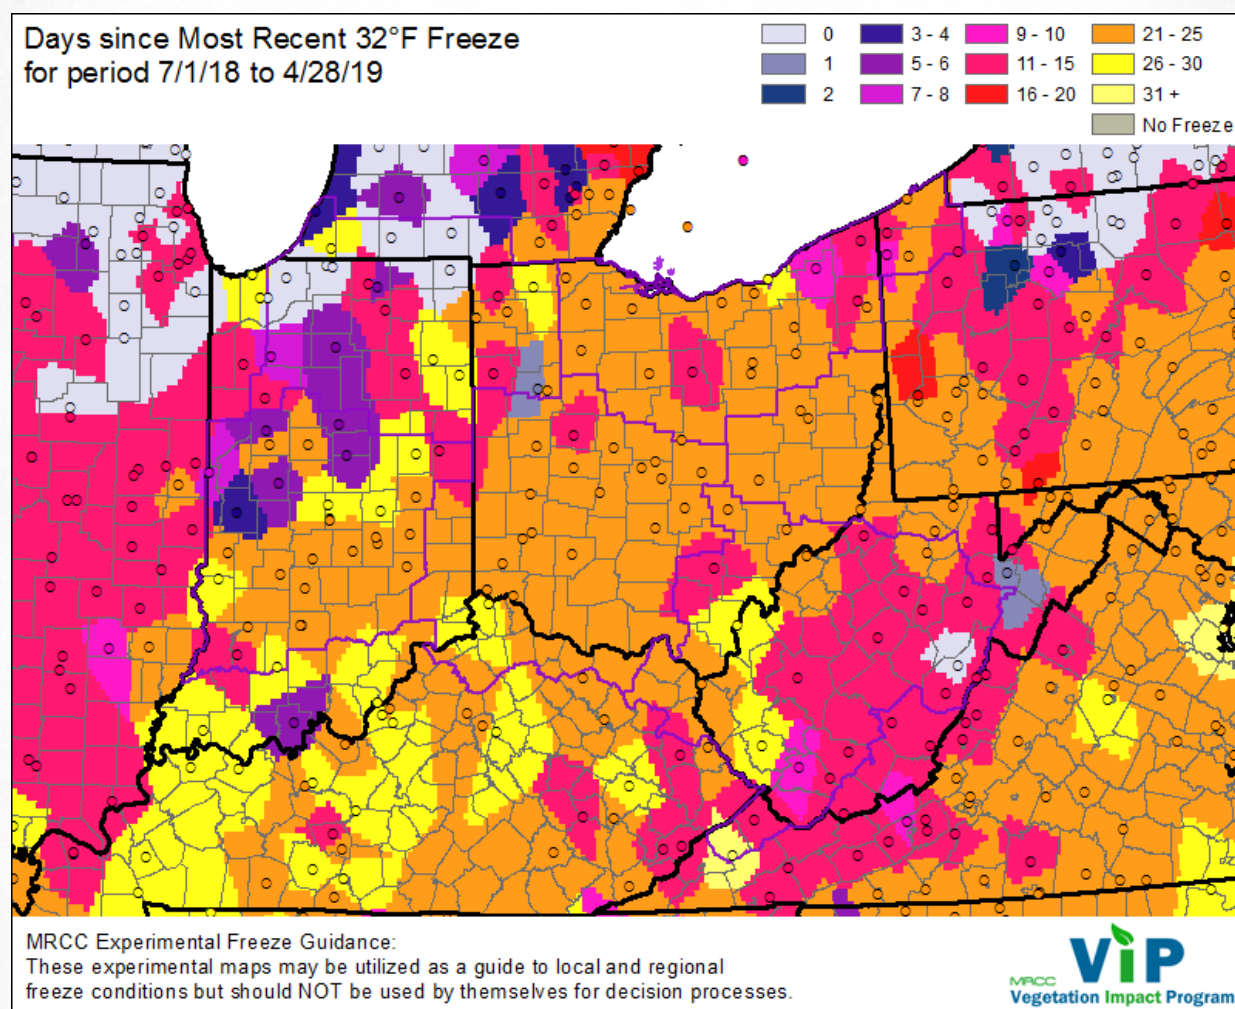 Days since Most Recent 32°F Freeze
for period 7/1/18 to 4/28/19
0
1
2
3 - 4
5 - 6
7 - 8
9 - 10
11 - 15
16 - 20
21 - 25
26 - 30
31 +
No Freeze
MRCC Experimental Freeze Guidance:
These experimental maps may be utilized as a guide to local and regional
freeze conditions but should NOT be used by themselves for decision processes.
ViP
MRCC
Vegetation Impact Program